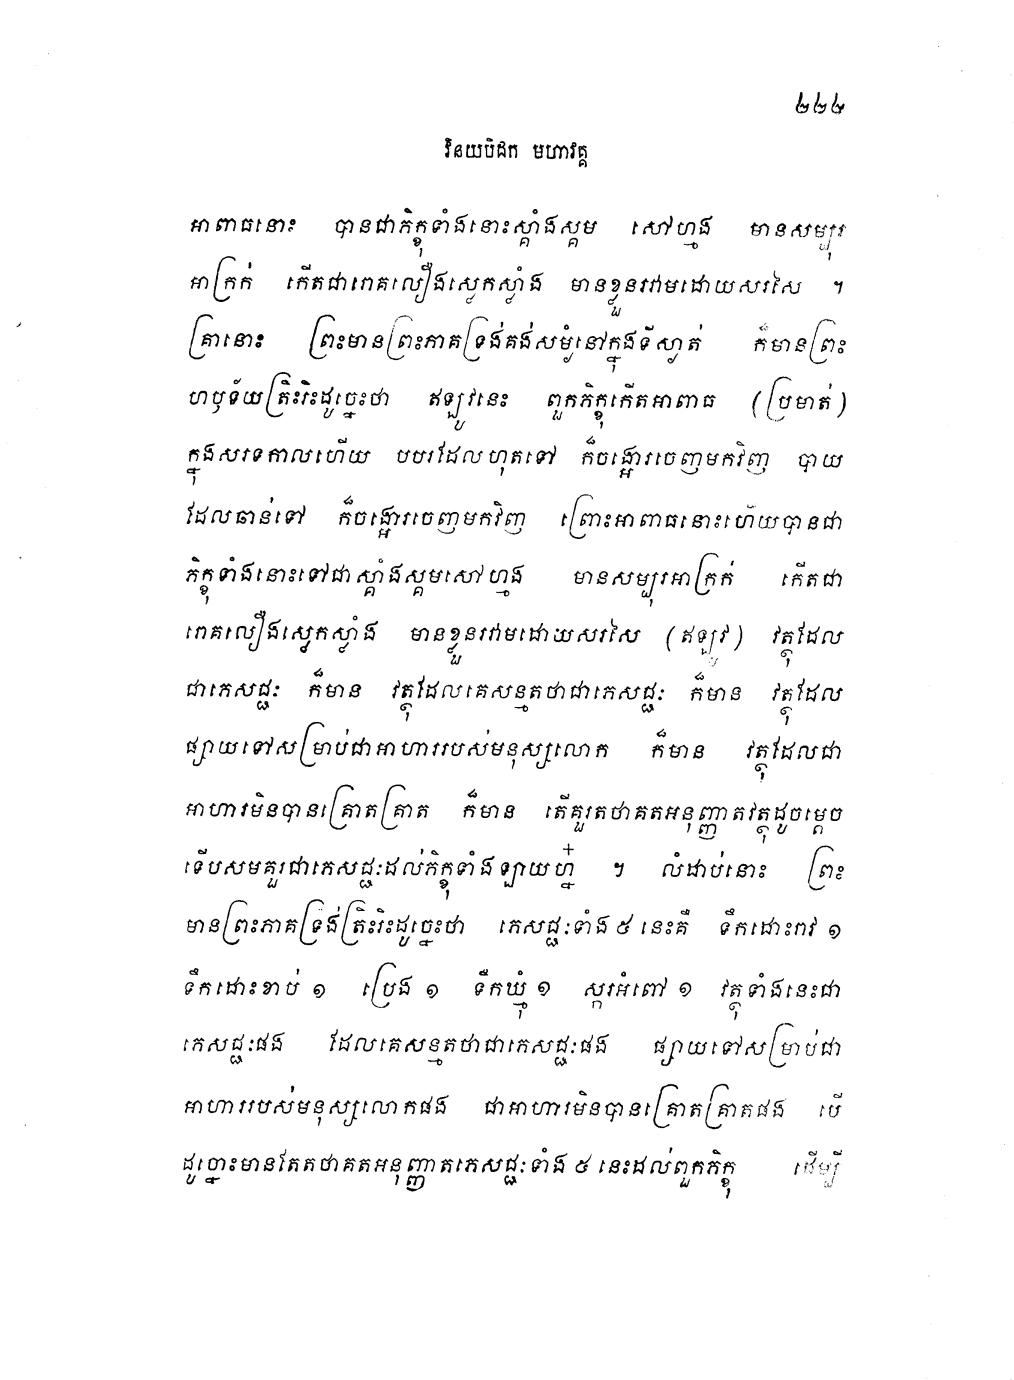 ២២៤
វិនយបិដក មហាវគ្គ
អាពាធនោះ បានជាភិក្ខុទាំងនោះស្គាំងស្គម សៅហ្មង មានសម្បុរ
អាក្រក់ កើតជារោគលឿងស្លេកស្លាំង មានខ្លួនរវាមដោយសរសៃ ។
គ្រានោះ ព្រះមានព្រះភាគទ្រង់គង់សម្ងំនៅក្នុងទីស្ងាត់ ក៏មានព្រះ
ហឫទ័យត្រិះរិះដូច្នេះថា ឥឡូវនេះ ពួកភិក្ខុកើតអាពាធ (ប្រមាត់)
ក្នុងសរទកាលហើយ បបរដែលហុតទៅ ក៏ចង្អោរចេញមកវិញ បាយ
ដែលឆាន់ទៅ ក៏ចង្អោរចេញមកវិញ ព្រោះអាពាធនោះហើយបានជា
ភិក្ខុទាំងនោះទៅជាស្គាំងស្គមសៅហ្មង មានសម្បុរអាក្រក់ កើតជា
រោគលឿងស្លេកស្លាំង មានខ្លួនរវាមដោយសរសៃ (ឥឡូវ) វត្ថុដែល
ជាភេសជ្ជៈ ក៏មាន វត្ថុដែលគេសន្មតថាជាភេសជ្ជៈ ក៏មាន វត្ថុដែល
ផ្សាយទៅសម្រាប់ជាអាហាររបស់មនុស្សលោក ក៏មាន វត្ថុដែលជា
អាហារមិនបានគ្រោតគ្រាត ក៏មាន តើគួរតថាគតអនុញ្ញាតវត្ថុដូចម្តេច
ទើបសមគួរជាភេសជ្ជៈដល់ភិក្ខុទាំងឡាយហ្ន៎ ។ លំដាប់នោះ ព្រះ
មានព្រះភាគទ្រង់ត្រិះរិះដូច្នេះថា ភេសជ្ជៈទាំង ៥ នេះគឺ ទឹកដោះរាវ ១
ទឹកដោះខាប់ ១ ប្រេង ១ ទឹកឃ្មុំ ១ ស្ករអំពៅ ១ វត្ថុទាំងនេះជា
ភេសជ្ជៈផង ដែលគេសន្មតថាជាភេសជ្ជៈផង ផ្សាយទៅសម្រាប់ជា
អាហាររបស់មនុស្សលោកផង ជាអាហារមិនបានគ្រោតគ្រាតផង បើ
ដូច្នោះមានតែតថាគតអនុញ្ញាតភេសជ្ជៈទាំង ៥ នេះដល់ពួកភិក្ខុ ដើម្បី